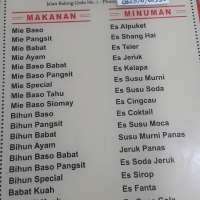 Jalan Balong Gede No.
MAKANAN
Mie Baso
Mie Pangsit
Mie Babat
Mie Ayam
Mie Baso Babat
Mie Baso Pangsit
Mie Special
Mie Baso Tahu
Mie Baso Siomay
Bihun Baso
Bihun Pangsit
Bihun Babat
Bihun Ayam
Bihun Baso Babat
Bihun Baso Pangsit
Bihun Special
Babat Kuah
MINUMAN
Es Alpuket
Es Shang Hai
Es Teler
Es Jeruk
Es Kelapa
Es Susu Murni
Es Susu Soda
Es Cingcau
Es Coktail
Es Susu Moca
Susu Murni Panas
Jeruk Panas
Es Soda Jeruk
Es Sirop
Es Fanta